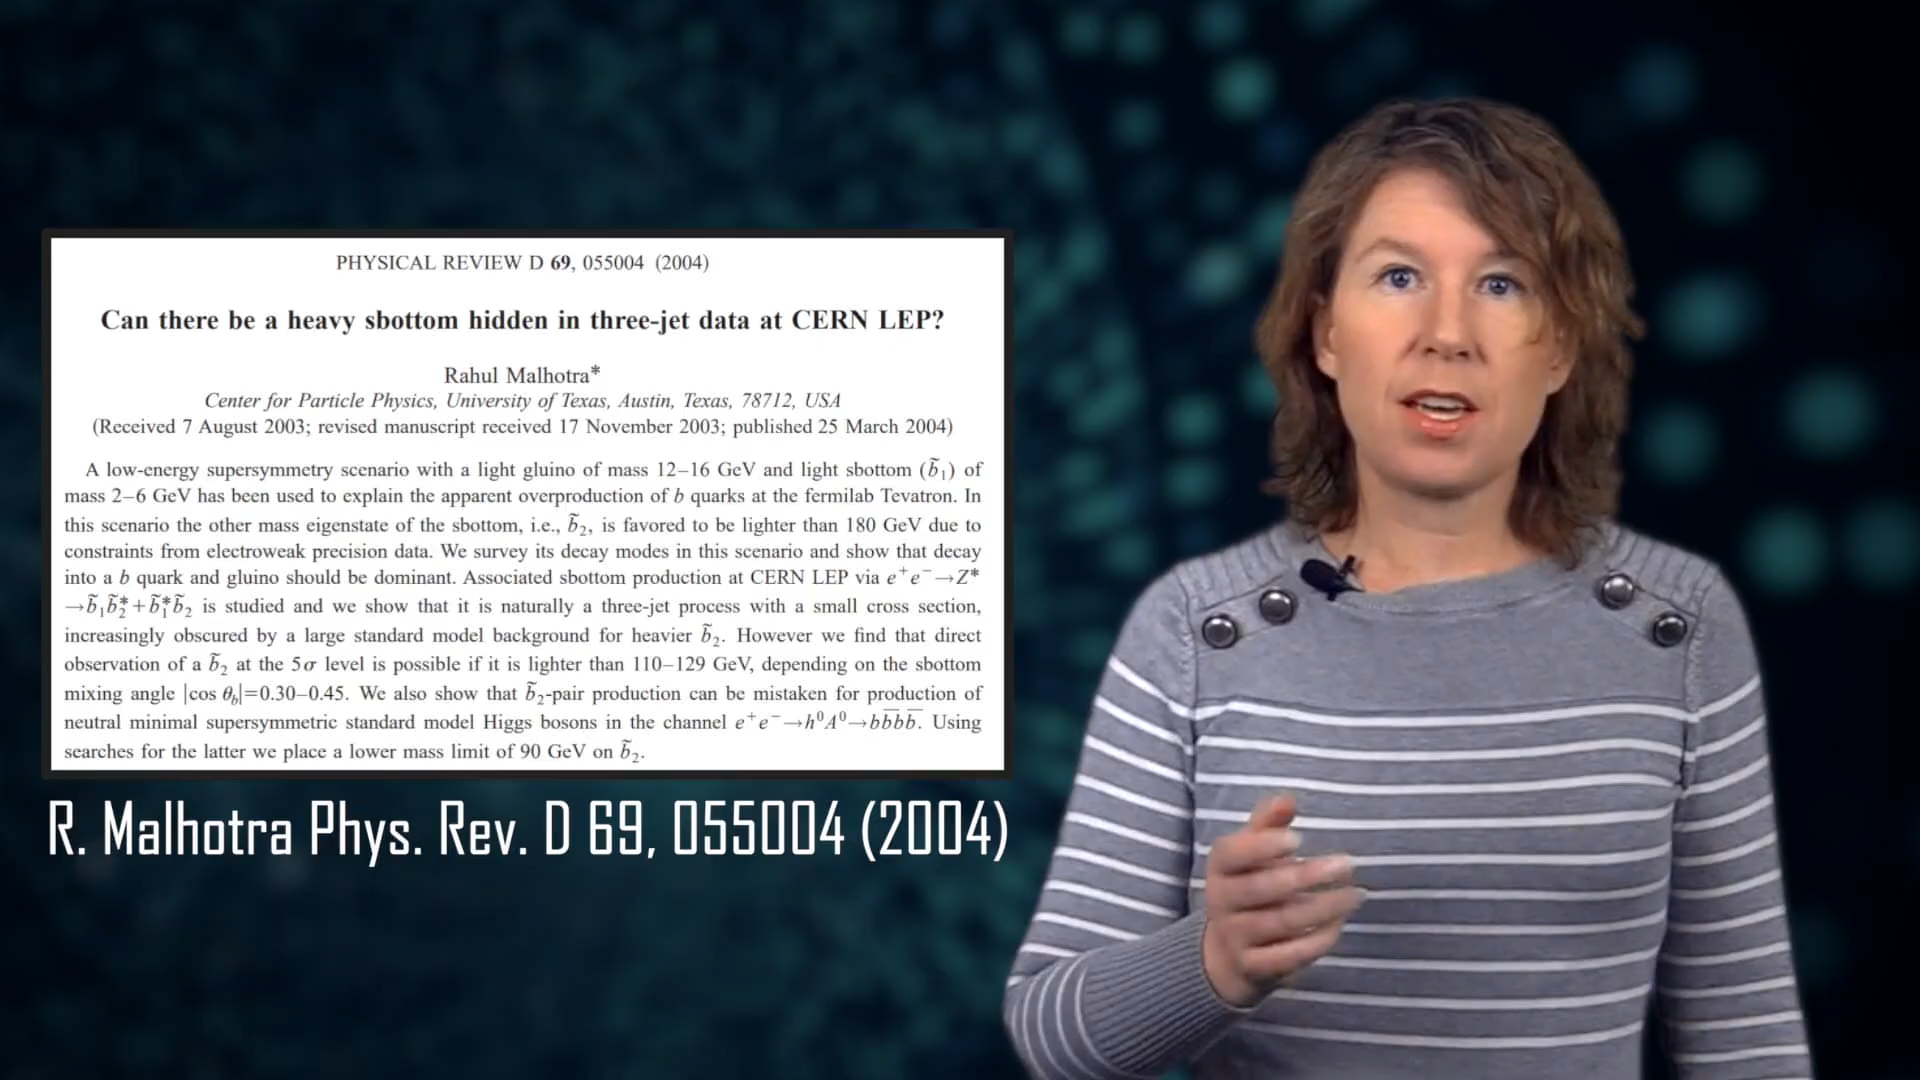 PHYSICAL REVIEW D 69, 055004 (2004)
Can there be a heavy sbottom hidden in three-jet data at CERN LEP?
Rahul Malhotra*
Center for Particle Physics, University of Texas, Austin, Texas, 78712, USA
(Received 7 August 2003; revised manuscript received 17 November 2003; published 25 March 2004)
A low-energy supersymmetry scenario with a light gluino of mass 12–16 GeV and light sbottom (b̃₁) of
mass 2–6 GeV has been used to explain the apparent overproduction of b quarks at the fermilab Tevatron. In
this scenario the other mass eigenstate of the sbottom, i.e., b̃₂, is favored to be lighter than 180 GeV due to
constraints from electroweak precision data. We survey its decay modes in this scenario and show that decay
into a b quark and gluino should be dominant. Associated sbottom production at CERN LEP via e⁺e⁻→Z*
→b̃₁b̃₂*+b̃₁*b̃₂ is studied and we show that it is naturally a three-jet process with a small cross section,
increasingly obscured by a large standard model background for heavier b̃₂. However we find that direct
observation of a b̃₂ at the 5σ level is possible if it is lighter than 110–129 GeV, depending on the sbottom
mixing angle |cos θ_b|=0.30–0.45. We also show that b̃₂-pair production can be mistaken for production of
neutral minimal supersymmetric standard model Higgs bosons in the channel e⁺e⁻→h⁰A⁰→bb̄bb̄. Using
searches for the latter we place a lower mass limit of 90 GeV on b̃₂.
R. Malhotra Phys. Rev. D 69, 055004 (2004)